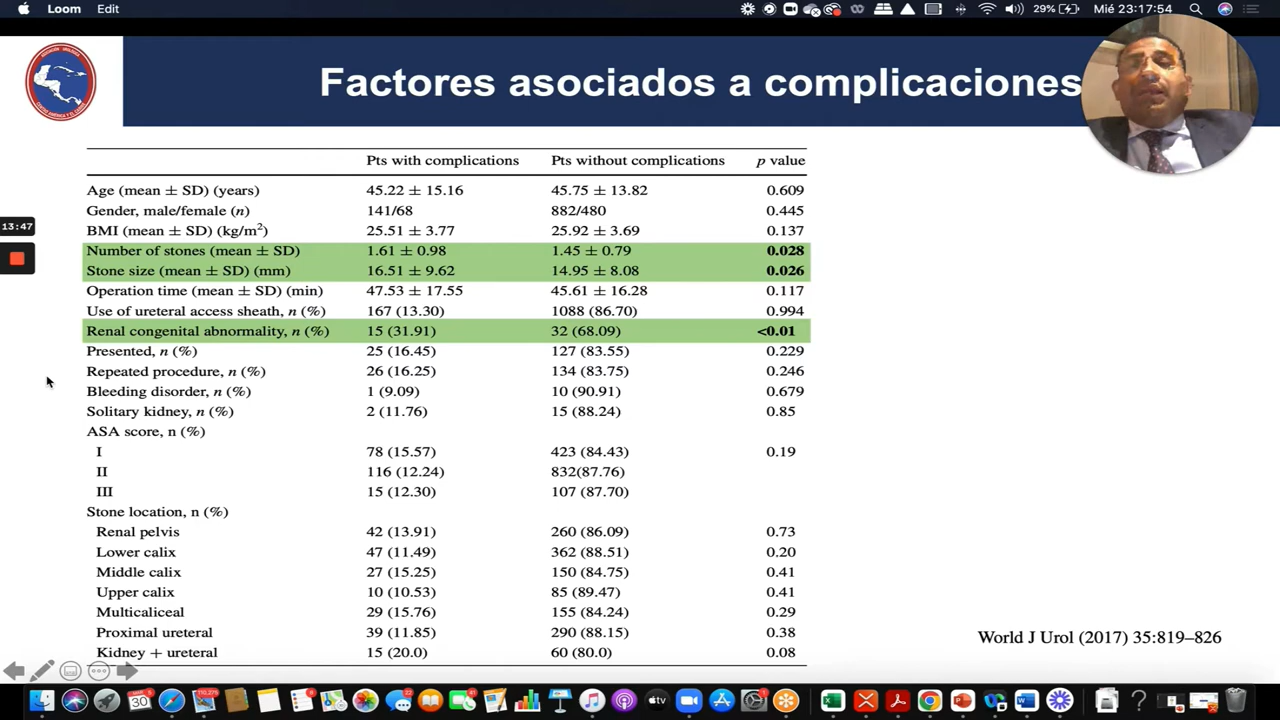 Loom Edit 29% Mié 23:17:54
Factores asociados a complicaciones
13:47
Pts with complications Pts without complications p value
Age (mean ± SD) (years) 45.22 ± 15.16 45.75 ± 13.82 0.609
Gender, male/female (n) 141/68 882/480 0.445
BMI (mean ± SD) (kg/m²) 25.51 ± 3.77 25.92 ± 3.69 0.137
Number of stones (mean ± SD) 1.61 ± 0.98 1.45 ± 0.79 0.028
Stone size (mean ± SD) (mm) 16.51 ± 9.62 14.95 ± 8.08 0.026
Operation time (mean ± SD) (min) 47.53 ± 17.55 45.61 ± 16.28 0.117
Use of ureteral access sheath, n (%) 167 (13.30) 1088 (86.70) 0.994
Renal congenital abnormality, n (%) 15 (31.91) 32 (68.09) <0.01
Presented, n (%) 25 (16.45) 127 (83.55) 0.229
Repeated procedure, n (%) 26 (16.25) 134 (83.75) 0.246
Bleeding disorder, n (%) 1 (9.09) 10 (90.91) 0.679
Solitary kidney, n (%) 2 (11.76) 15 (88.24) 0.85
ASA score, n (%)
I 78 (15.57) 423 (84.43) 0.19
II 116 (12.24) 832(87.76)
III 15 (12.30) 107 (87.70)
Stone location, n (%)
Renal pelvis 42 (13.91) 260 (86.09) 0.73
Lower calix 47 (11.49) 362 (88.51) 0.20
Middle calix 27 (15.25) 150 (84.75) 0.41
Upper calix 10 (10.53) 85 (89.47) 0.41
Multicaliceal 29 (15.76) 155 (84.24) 0.29
Proximal ureteral 39 (11.85) 290 (88.15) 0.38
Kidney + ureteral 15 (20.0) 60 (80.0) 0.08
World J Urol (2017) 35:819–826